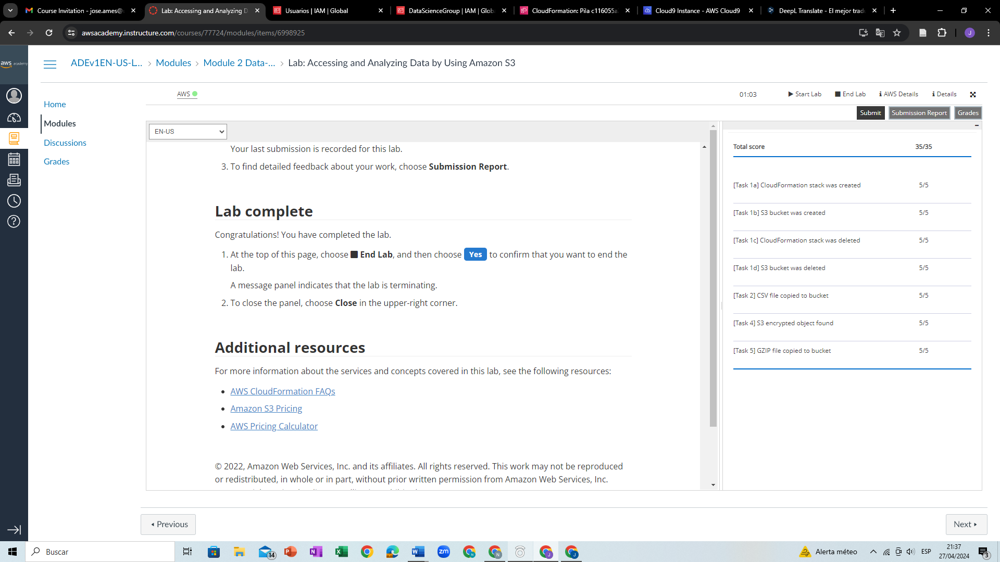 Course Invitation - jose.ames@
Lab: Accessing and Analyzing D
Usuarios | IAM | Global
DataScienceGroup | IAM | Glob
CloudFormation: Pila c116055a
Cloud9 Instance - AWS Cloud9
DeepL Translate - El mejor trad
awsacademy.instructure.com/courses/77724/modules/items/6998925
J
aws academy
ADEv1EN-US-L... > Modules > Module 2 Data-... > Lab: Accessing and Analyzing Data by Using Amazon S3
Home
Modules
Discussions
Grades
AWS
01:03
Start Lab
End Lab
AWS Details
Details
Submit
Submission Report
Grades
EN-US
Your last submission is recorded for this lab.
3. To find detailed feedback about your work, choose Submission Report.
Lab complete
Congratulations! You have completed the lab.
1. At the top of this page, choose End Lab, and then choose Yes to confirm that you want to end the
lab.
A message panel indicates that the lab is terminating.
2. To close the panel, choose Close in the upper-right corner.
Additional resources
For more information about the services and concepts covered in this lab, see the following resources:
• AWS CloudFormation FAQs
• Amazon S3 Pricing
• AWS Pricing Calculator
© 2022, Amazon Web Services, Inc. and its affiliates. All rights reserved. This work may not be reproduced
or redistributed, in whole or in part, without prior written permission from Amazon Web Services, Inc.
Total score 35/35
[Task 1a] CloudFormation stack was created 5/5
[Task 1b] S3 bucket was created 5/5
[Task 1c] CloudFormation stack was deleted 5/5
[Task 1d] S3 bucket was deleted 5/5
[Task 2] CSV file copied to bucket 5/5
[Task 4] S3 encrypted object found 5/5
[Task 5] GZIP file copied to bucket 5/5
Previous
Next
Buscar
14
zm
Alerta méteo
ESP
21:37
27/04/2024
3